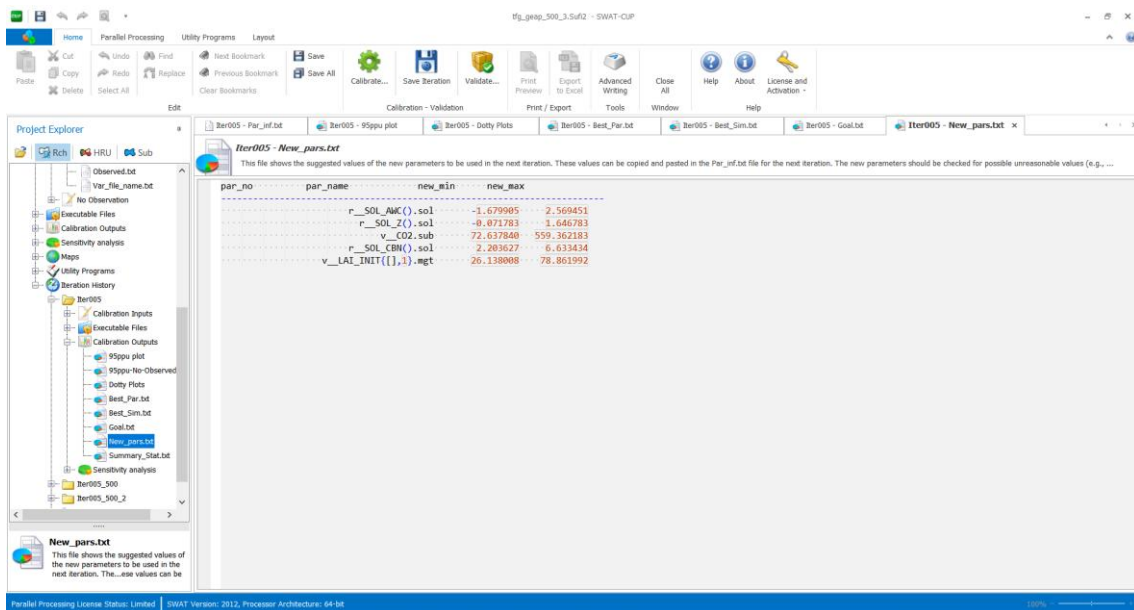 tfg_geap_500_3.Sufi2 - SWAT-CUP
Home Parallel Processing Utility Programs Layout
Paste
Cut
Copy
Delete
Undo
Redo
Select All
Find
Replace
Edit
Next Bookmark
Previous Bookmark
Clear Bookmarks
Save
Save All
Calibrate...
Save Iteration
Validate...
Calibration - Validation
Print Preview
Export to Excel
Print / Export
Advanced Writing
Tools
Close All
Window
Help
About
License and Activation
Help
Project Explorer
Rch HRU Sub
Observed.txt
Var_file_name.txt
No Observation
Executable Files
Calibration Outputs
Sensitivity analysis
Maps
Utility Programs
Iteration History
Iter005
Calibration Inputs
Executable Files
Calibration Outputs
95ppu plot
95ppu-No-Observed
Dotty Plots
Best_Par.txt
Best_Sim.txt
Goal.txt
New_pars.txt
Summary_Stat.txt
Sensitivity analysis
Iter005_500
Iter005_500_2
New_pars.txt
This file shows the suggested values of
the new parameters to be used in the
next iteration. The...ese values can be
Iter005 - Par_inf.txt Iter005 - 95ppu plot Iter005 - Dotty Plots Iter005 - Best_Par.txt Iter005 - Best_Sim.txt Iter005 - Goal.txt Iter005 - New_pars.txt
Iter005 - New_pars.txt
This file shows the suggested values of the new parameters to be used in the next iteration. These values can be copied and pasted in the Par_inf.txt file for the next iteration. The new parameters should be checked for possible unreasonable values (e.g., ...
par_no par_name new_min new_max
r__SOL_AWC().sol -1.679905 2.569451
r__SOL_Z().sol -0.071783 1.646783
v__CO2.sub 72.637840 559.362183
r__SOL_CBN().sol 2.203627 6.633434
v__LAI_INIT([],1).mgt 26.138008 78.861992
Parallel Processing License Status: Limited SWAT Version: 2012, Processor Architecture: 64-bit 100%